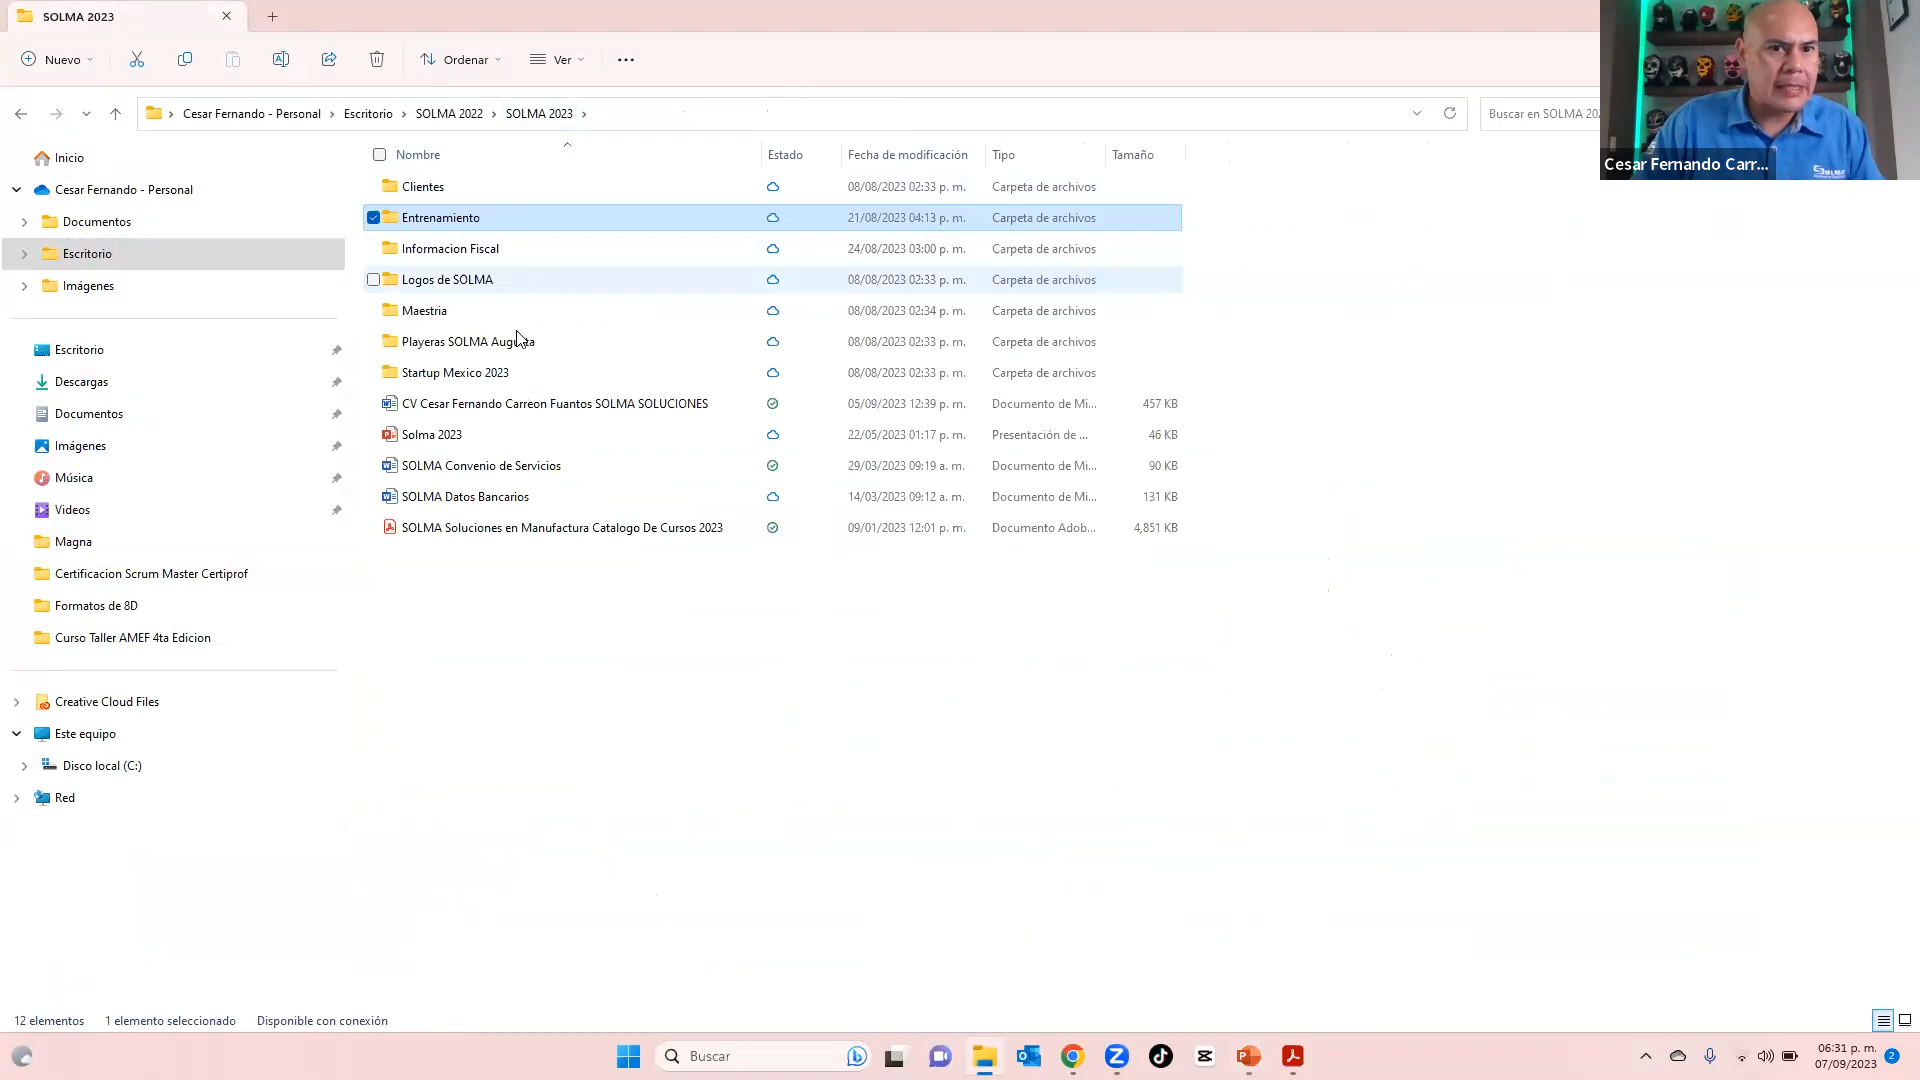 SOLMA 2023
Nuevo
Ordenar
Ver
Cesar Fernando - Personal > Escritorio > SOLMA 2022 > SOLMA 2023 >
Buscar en SOLMA 202
SOLMA
Cesar Fernando Carr...
Inicio
Cesar Fernando - Personal
Documentos
Escritorio
Imágenes
Escritorio
Descargas
Documentos
Imágenes
Música
Videos
Magna
Certificacion Scrum Master Certiprof
Formatos de 8D
Curso Taller AMEF 4ta Edicion
Creative Cloud Files
Este equipo
Disco local (C:)
Red
Nombre Estado Fecha de modificación Tipo Tamaño
Clientes 08/08/2023 02:33 p. m. Carpeta de archivos
Entrenamiento 21/08/2023 04:13 p. m. Carpeta de archivos
Informacion Fiscal 24/08/2023 03:00 p. m. Carpeta de archivos
Logos de SOLMA 08/08/2023 02:33 p. m. Carpeta de archivos
Maestria 08/08/2023 02:34 p. m. Carpeta de archivos
Playeras SOLMA Augusta 08/08/2023 02:33 p. m. Carpeta de archivos
Startup Mexico 2023 08/08/2023 02:33 p. m. Carpeta de archivos
CV Cesar Fernando Carreon Fuantos SOLMA SOLUCIONES 05/09/2023 12:39 p. m. Documento de Mi... 457 KB
Solma 2023 22/05/2023 01:17 p. m. Presentación de ... 46 KB
SOLMA Convenio de Servicios 29/03/2023 09:19 a. m. Documento de Mi... 90 KB
SOLMA Datos Bancarios 14/03/2023 09:12 a. m. Documento de Mi... 131 KB
SOLMA Soluciones en Manufactura Catalogo De Cursos 2023 09/01/2023 12:01 p. m. Documento Adob... 4,851 KB
12 elementos 1 elemento seleccionado Disponible con conexión
Buscar
06:31 p. m.
07/09/2023
2